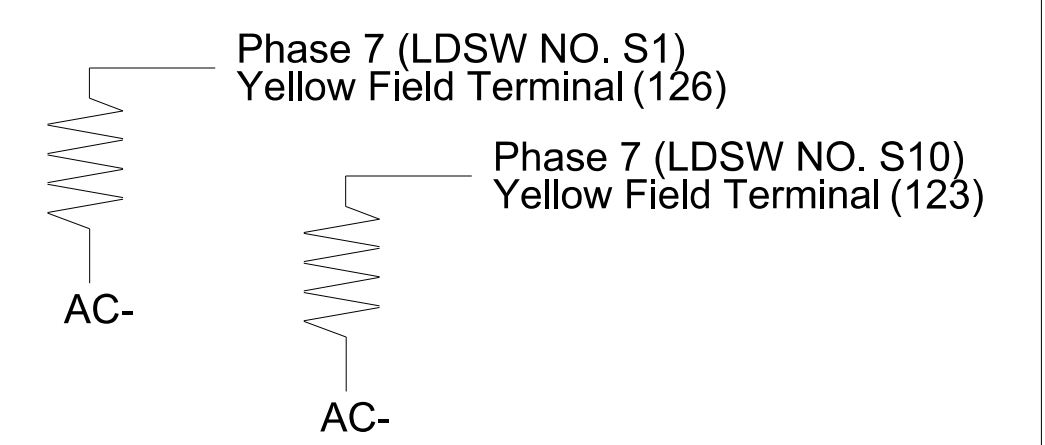 Phase 7 (LDSW NO. S1)
Yellow Field Terminal (126)
AC-
Phase 7 (LDSW NO. S10)
Yellow Field Terminal (123)
AC-